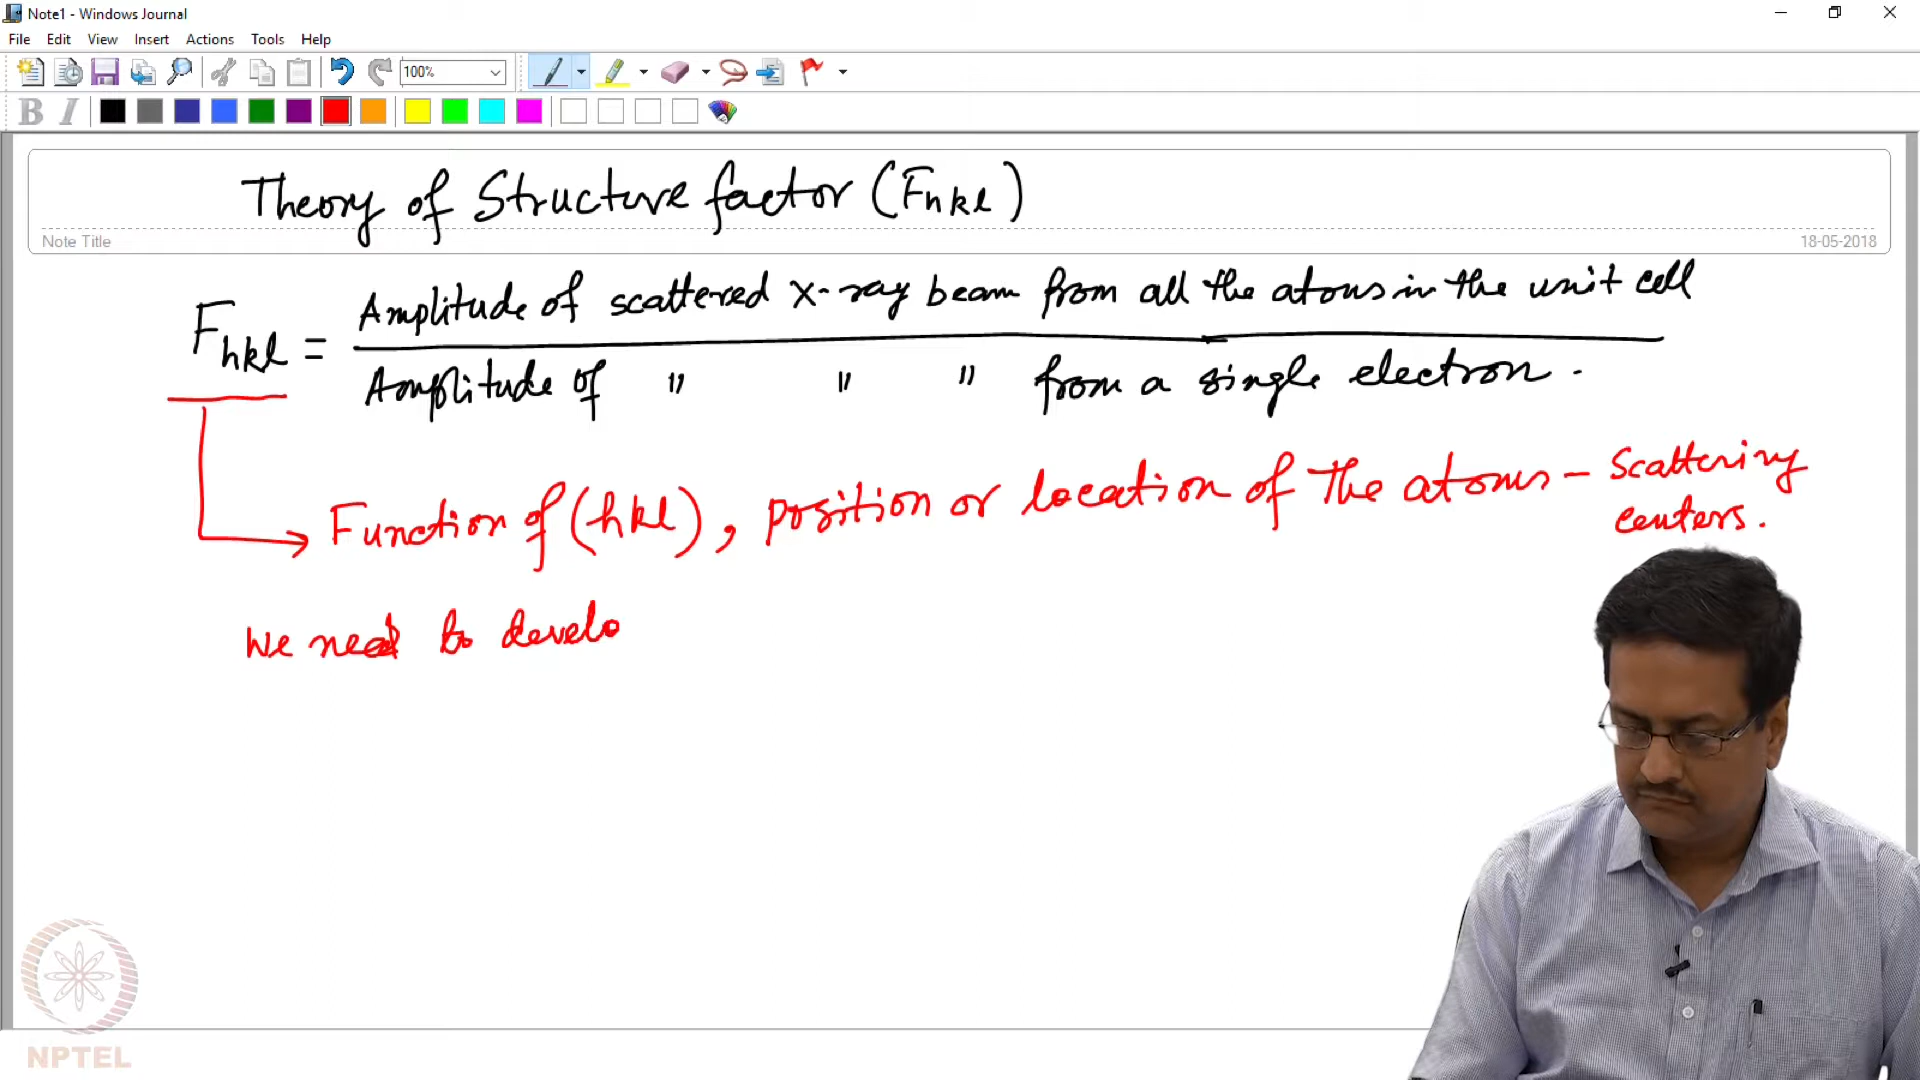 Note1 - Windows Journal
File Edit View Insert Actions Tools Help
100%
B I
Theory of Structure factor (Fhkl)
Note Title
18-05-2018
Fhkl = Amplitude of scattered x-ray beam from all the atoms in the unit cell
Amplitude of " " " from a single electron.
Function of (hkl), position or location of the atoms - Scattering
centers.
We need to develo
NPTEL